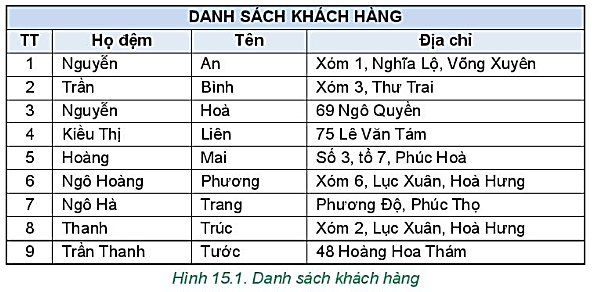 DANH SÁCH KHÁCH HÀNG
TT Họ đệm Tên Địa chỉ
1 Nguyễn An Xóm 1, Nghĩa Lộ, Võng Xuyên
2 Trần Bình Xóm 3, Thư Trai
3 Nguyễn Hoà 69 Ngô Quyền
4 Kiều Thị Liên 75 Lê Văn Tám
5 Hoàng Mai Số 3, tổ 7, Phúc Hoà
6 Ngô Hoàng Phương Xóm 6, Lục Xuân, Hoà Hưng
7 Ngô Hà Trang Phương Độ, Phúc Thọ
8 Thanh Trúc Xóm 2, Lục Xuân, Hoà Hưng
9 Trần Thanh Tước 48 Hoàng Hoa Thám
Hình 15.1. Danh sách khách hàng